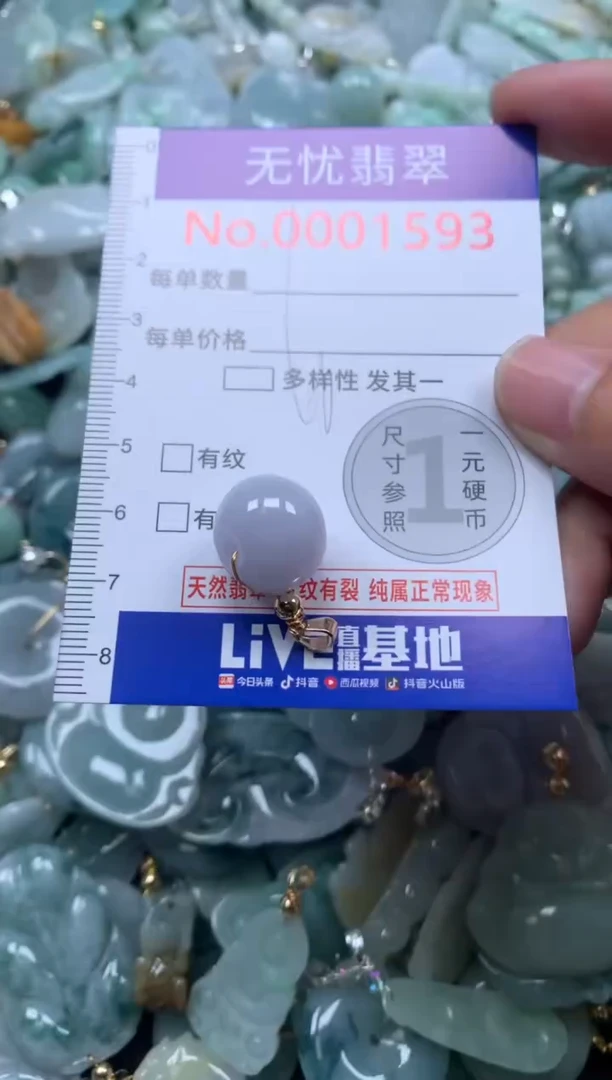 无忧翡翠
No.0001593
每单数量
每单价格
多样性 发其一
有纹
有
尺寸参照
1
一元硬币
天然翡 纹有裂 纯属正常现象
LiVE直播基地
今日头条 抖音 西瓜视频 抖音火山版
0
1
2
3
4
5
6
7
8